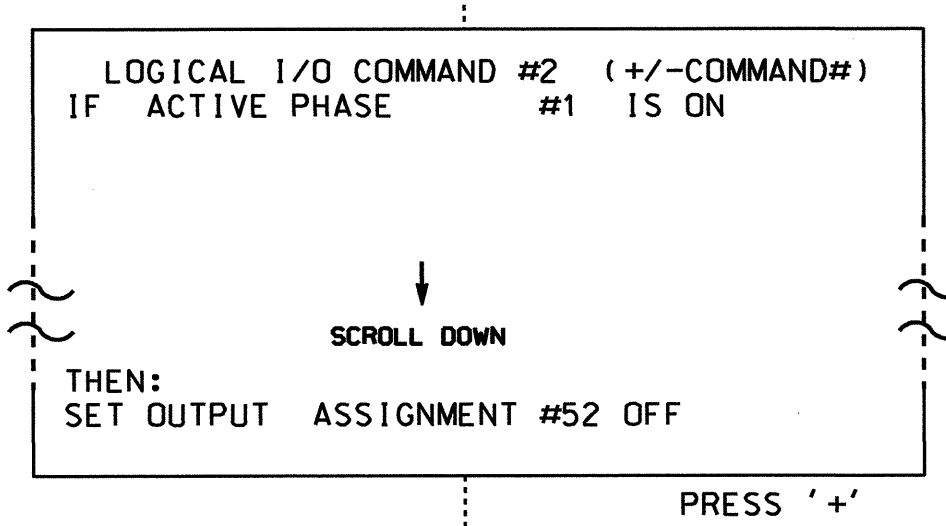 LOGICAL I/O COMMAND #2 (+/-COMMAND#)
IF ACTIVE PHASE #1 IS ON
SCROLL DOWN
THEN:
SET OUTPUT ASSIGNMENT #52 OFF
PRESS '+'